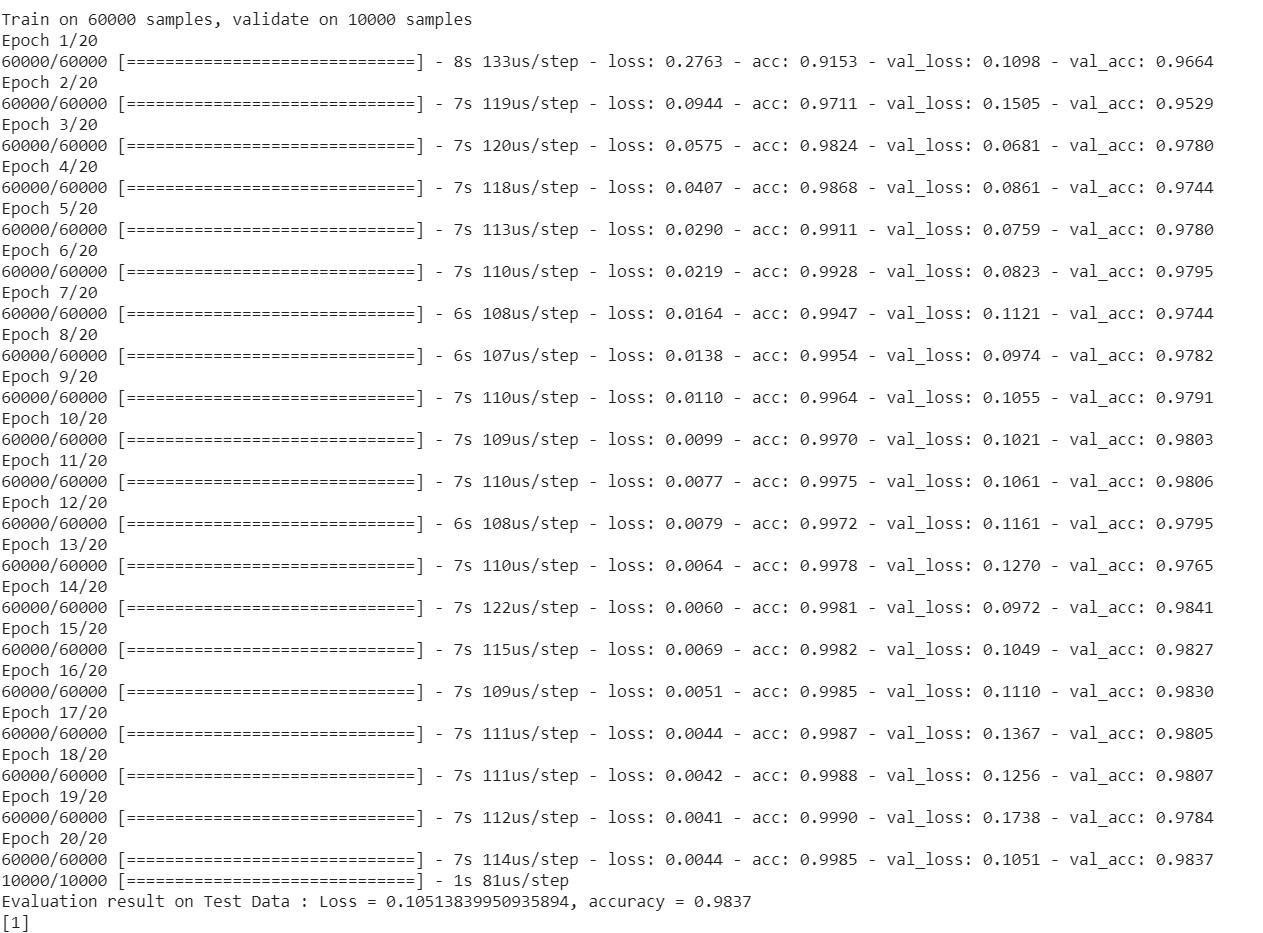 Train on 60000 samples, validate on 10000 samples
Epoch 1/20
60000/60000 [==============================] - 8s 133us/step - loss: 0.2763 - acc: 0.9153 - val_loss: 0.1098 - val_acc: 0.9664
Epoch 2/20
60000/60000 [==============================] - 7s 119us/step - loss: 0.0944 - acc: 0.9711 - val_loss: 0.1505 - val_acc: 0.9529
Epoch 3/20
60000/60000 [==============================] - 7s 120us/step - loss: 0.0575 - acc: 0.9824 - val_loss: 0.0681 - val_acc: 0.9780
Epoch 4/20
60000/60000 [==============================] - 7s 118us/step - loss: 0.0407 - acc: 0.9868 - val_loss: 0.0861 - val_acc: 0.9744
Epoch 5/20
60000/60000 [==============================] - 7s 113us/step - loss: 0.0290 - acc: 0.9911 - val_loss: 0.0759 - val_acc: 0.9780
Epoch 6/20
60000/60000 [==============================] - 7s 110us/step - loss: 0.0219 - acc: 0.9928 - val_loss: 0.0823 - val_acc: 0.9795
Epoch 7/20
60000/60000 [==============================] - 6s 108us/step - loss: 0.0164 - acc: 0.9947 - val_loss: 0.1121 - val_acc: 0.9744
Epoch 8/20
60000/60000 [==============================] - 6s 107us/step - loss: 0.0138 - acc: 0.9954 - val_loss: 0.0974 - val_acc: 0.9782
Epoch 9/20
60000/60000 [==============================] - 7s 110us/step - loss: 0.0110 - acc: 0.9964 - val_loss: 0.1055 - val_acc: 0.9791
Epoch 10/20
60000/60000 [==============================] - 7s 109us/step - loss: 0.0099 - acc: 0.9970 - val_loss: 0.1021 - val_acc: 0.9803
Epoch 11/20
60000/60000 [==============================] - 7s 110us/step - loss: 0.0077 - acc: 0.9975 - val_loss: 0.1061 - val_acc: 0.9806
Epoch 12/20
60000/60000 [==============================] - 6s 108us/step - loss: 0.0079 - acc: 0.9972 - val_loss: 0.1161 - val_acc: 0.9795
Epoch 13/20
60000/60000 [==============================] - 7s 110us/step - loss: 0.0064 - acc: 0.9978 - val_loss: 0.1270 - val_acc: 0.9765
Epoch 14/20
60000/60000 [==============================] - 7s 122us/step - loss: 0.0060 - acc: 0.9981 - val_loss: 0.0972 - val_acc: 0.9841
Epoch 15/20
60000/60000 [==============================] - 7s 115us/step - loss: 0.0069 - acc: 0.9982 - val_loss: 0.1049 - val_acc: 0.9827
Epoch 16/20
60000/60000 [==============================] - 7s 109us/step - loss: 0.0051 - acc: 0.9985 - val_loss: 0.1110 - val_acc: 0.9830
Epoch 17/20
60000/60000 [==============================] - 7s 111us/step - loss: 0.0044 - acc: 0.9987 - val_loss: 0.1367 - val_acc: 0.9805
Epoch 18/20
60000/60000 [==============================] - 7s 111us/step - loss: 0.0042 - acc: 0.9988 - val_loss: 0.1256 - val_acc: 0.9807
Epoch 19/20
60000/60000 [==============================] - 7s 112us/step - loss: 0.0041 - acc: 0.9990 - val_loss: 0.1738 - val_acc: 0.9784
Epoch 20/20
60000/60000 [==============================] - 7s 114us/step - loss: 0.0044 - acc: 0.9985 - val_loss: 0.1051 - val_acc: 0.9837
10000/10000 [==============================] - 1s 81us/step
Evaluation result on Test Data : Loss = 0.10513839950935894, accuracy = 0.9837
[1]